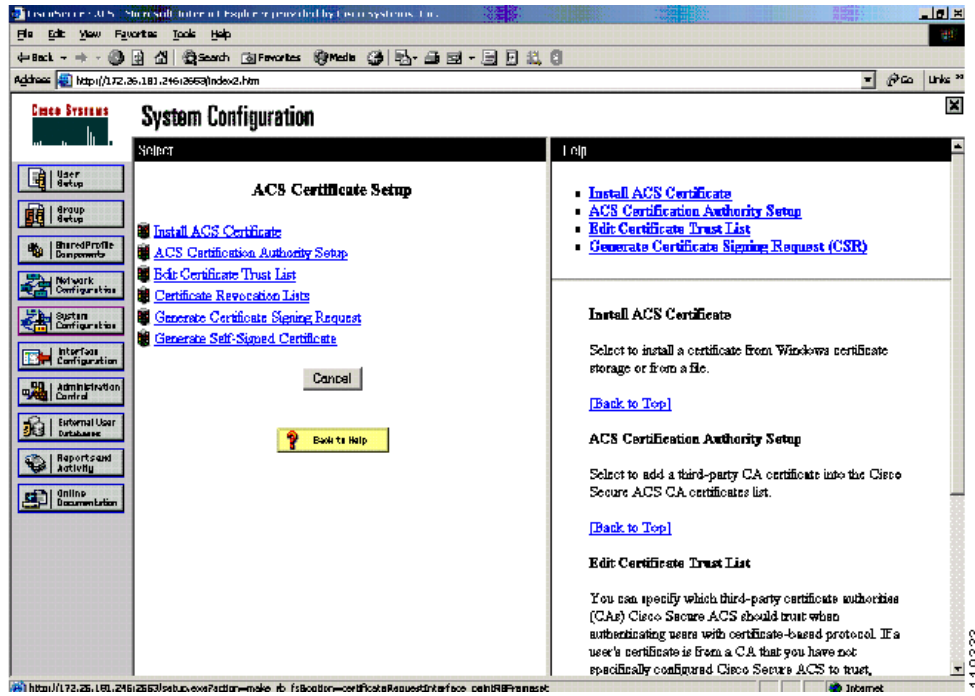 CiscoSecure ACS - Microsoft Internet Explorer provided by Cisco Systems, Inc.
File Edit View Favorites Tools Help
Back Search Favorites Media
Address http://172.26.181.246:2663/index2.htm Go Links »
Cisco Systems
System Configuration
User Setup
Group Setup
Shared Profile Components
Network Configuration
System Configuration
Interface Configuration
Administration Control
External User Databases
Reports and Activity
Online Documentation
Select
ACS Certificate Setup
Install ACS Certificate
ACS Certification Authority Setup
Edit Certificate Trust List
Certificate Revocation Lists
Generate Certificate Signing Request
Generate Self-Signed Certificate
Cancel
Back to Help
Help
Install ACS Certificate
ACS Certification Authority Setup
Edit Certificate Trust List
Generate Certificate Signing Request (CSR)
Install ACS Certificate
Select to install a certificate from Windows certificate
storage or from a file.
[Back to Top]
ACS Certification Authority Setup
Select to add a third-party CA certificate into the Cisco
Secure ACS CA certificates list.
[Back to Top]
Edit Certificate Trust List
You can specify which third-party certificate authorities
(CAs) Cisco Secure ACS should trust when
authenticating users with certificate-based protocol. If a
user's certificate is from a CA that you have not
specifically configured Cisco Secure ACS to trust,
Internet